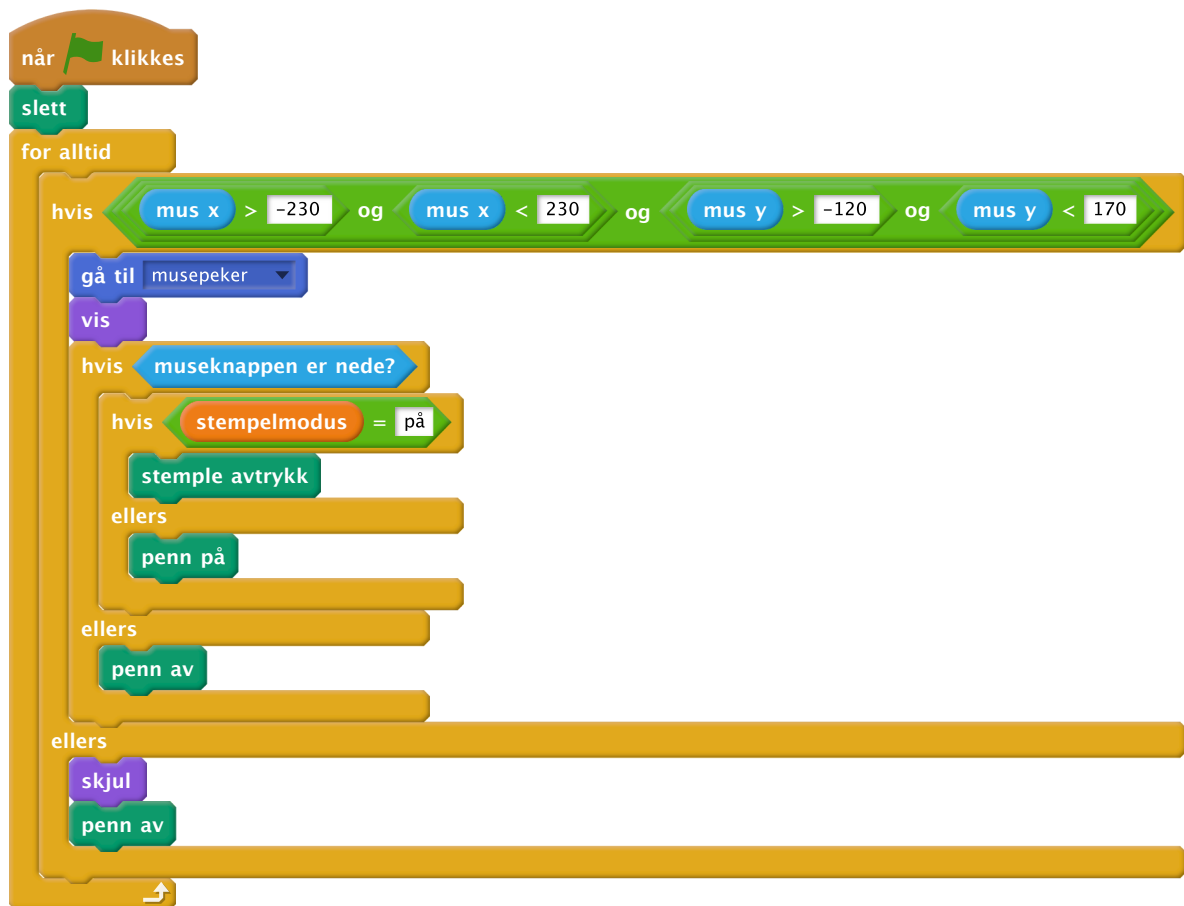 når klikkes
slett
for alltid
hvis mus x > -230 og mus x < 230 og mus y > -120 og mus y < 170
gå til musepeker
vis
hvis museknappen er nede?
hvis stempelmodus = på
stemple avtrykk
ellers
penn på
ellers
penn av
ellers
skjul
penn av